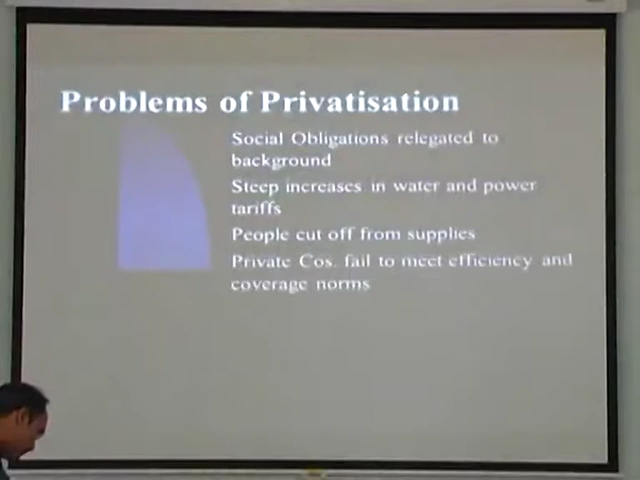 Problems of Privatisation
Social Obligations relegated to
background
Steep increases in water and power
tariffs
People cut off from supplies
Private Cos. fail to meet efficiency and
coverage norms